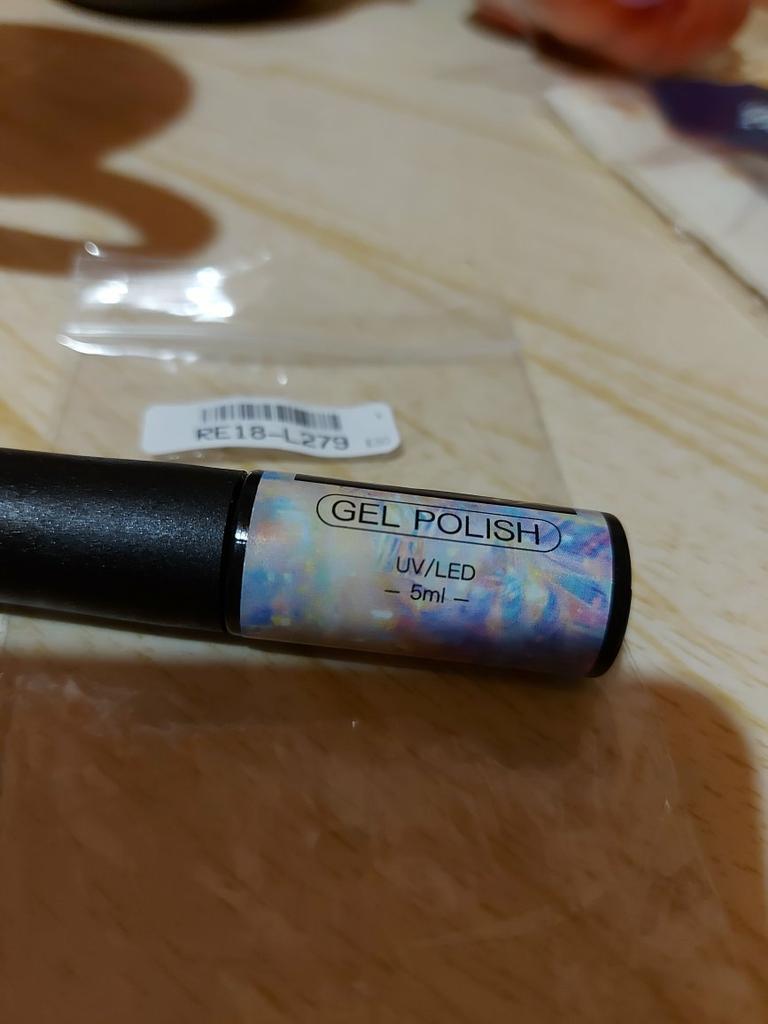 RE18-L279
GEL POLISH
UV/LED
– 5ml –